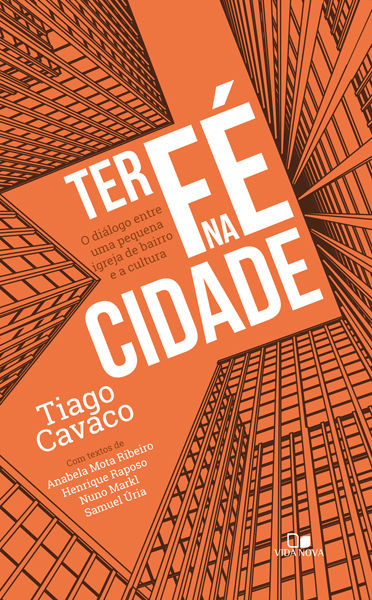 TER FÉ
NA
CIDADE
O diálogo entre
uma pequena
igreja de bairro
e a cultura
Tiago
Cavaco
Com textos de
Anabela Mota Ribeiro
Henrique Raposo
Nuno Markl
Samuel Úria
VIDA NOVA